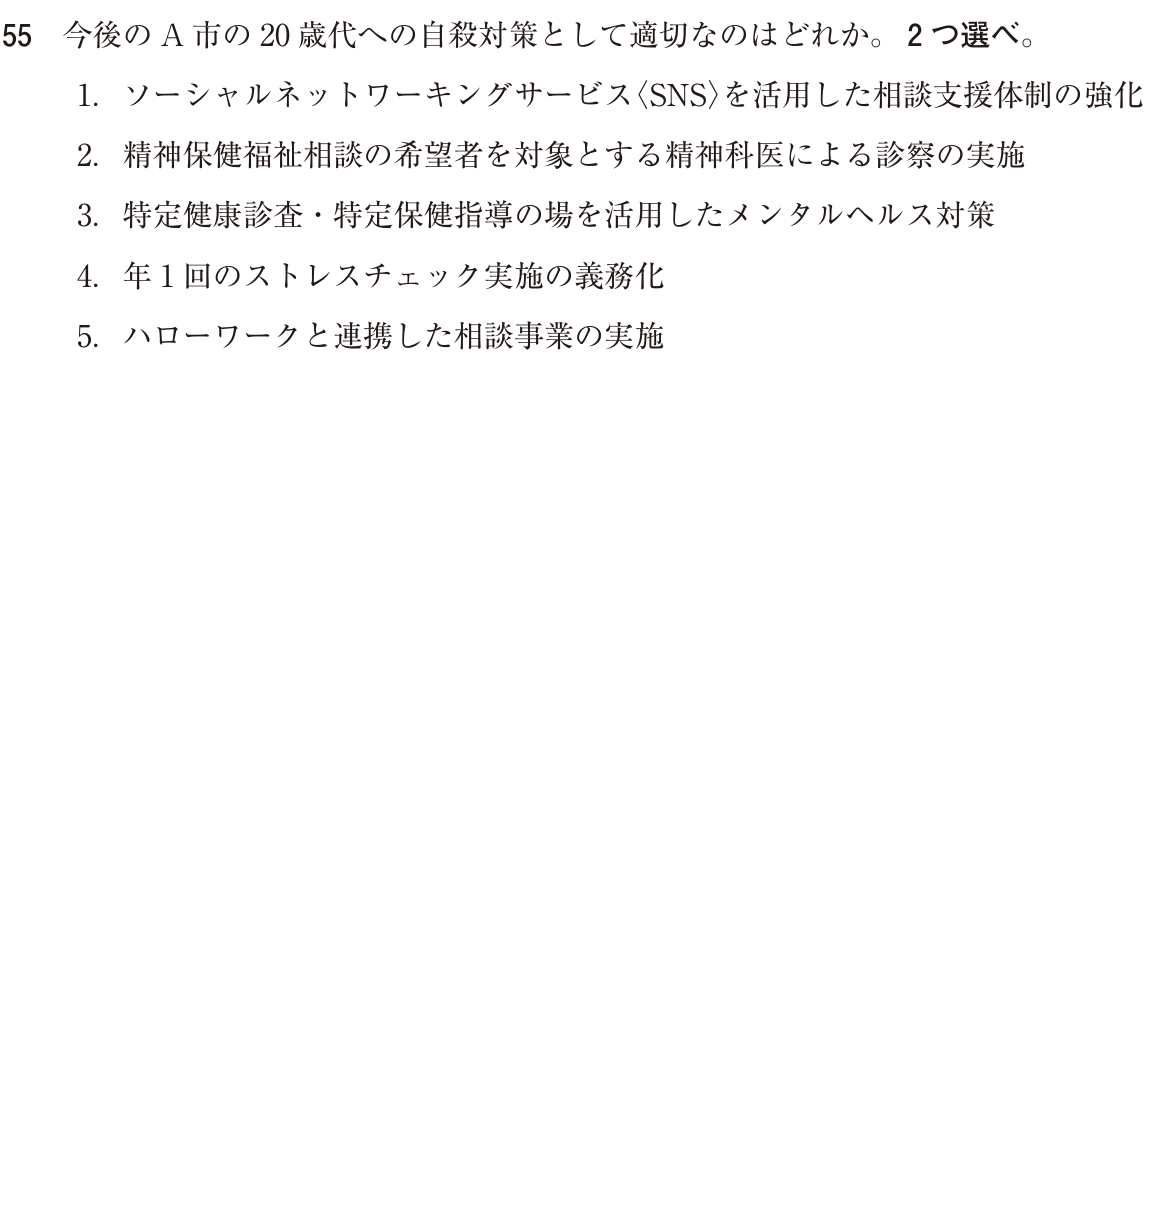 55 今後の A 市の 20 歳代への自殺対策として適切なのはどれか。2 つ選べ。
1. ソーシャルネットワーキングサービス〈SNS〉を活用した相談支援体制の強化
2. 精神保健福祉相談の希望者を対象とする精神科医による診察の実施
3. 特定健康診査・特定保健指導の場を活用したメンタルヘルス対策
4. 年 1 回のストレスチェック実施の義務化
5. ハローワークと連携した相談事業の実施